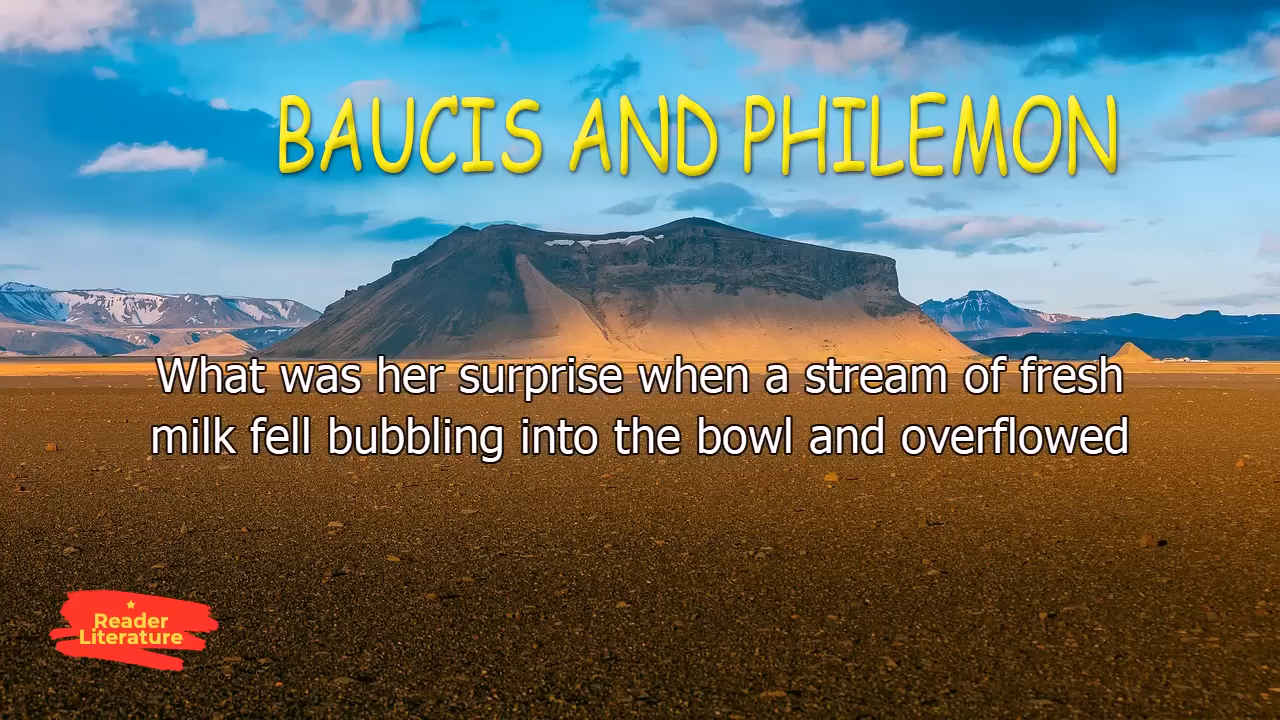 BAUCIS AND PHILEMON
What was her surprise when a stream of fresh
milk fell bubbling into the bowl and overflowed
Reader
Literature